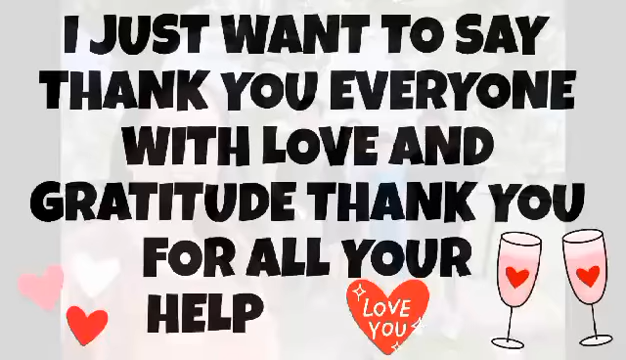 I JUST WANT TO SAY
THANK YOU EVERYONE
WITH LOVE AND
GRATITUDE THANK YOU
FOR ALL YOUR
HELP
LOVE
YOU